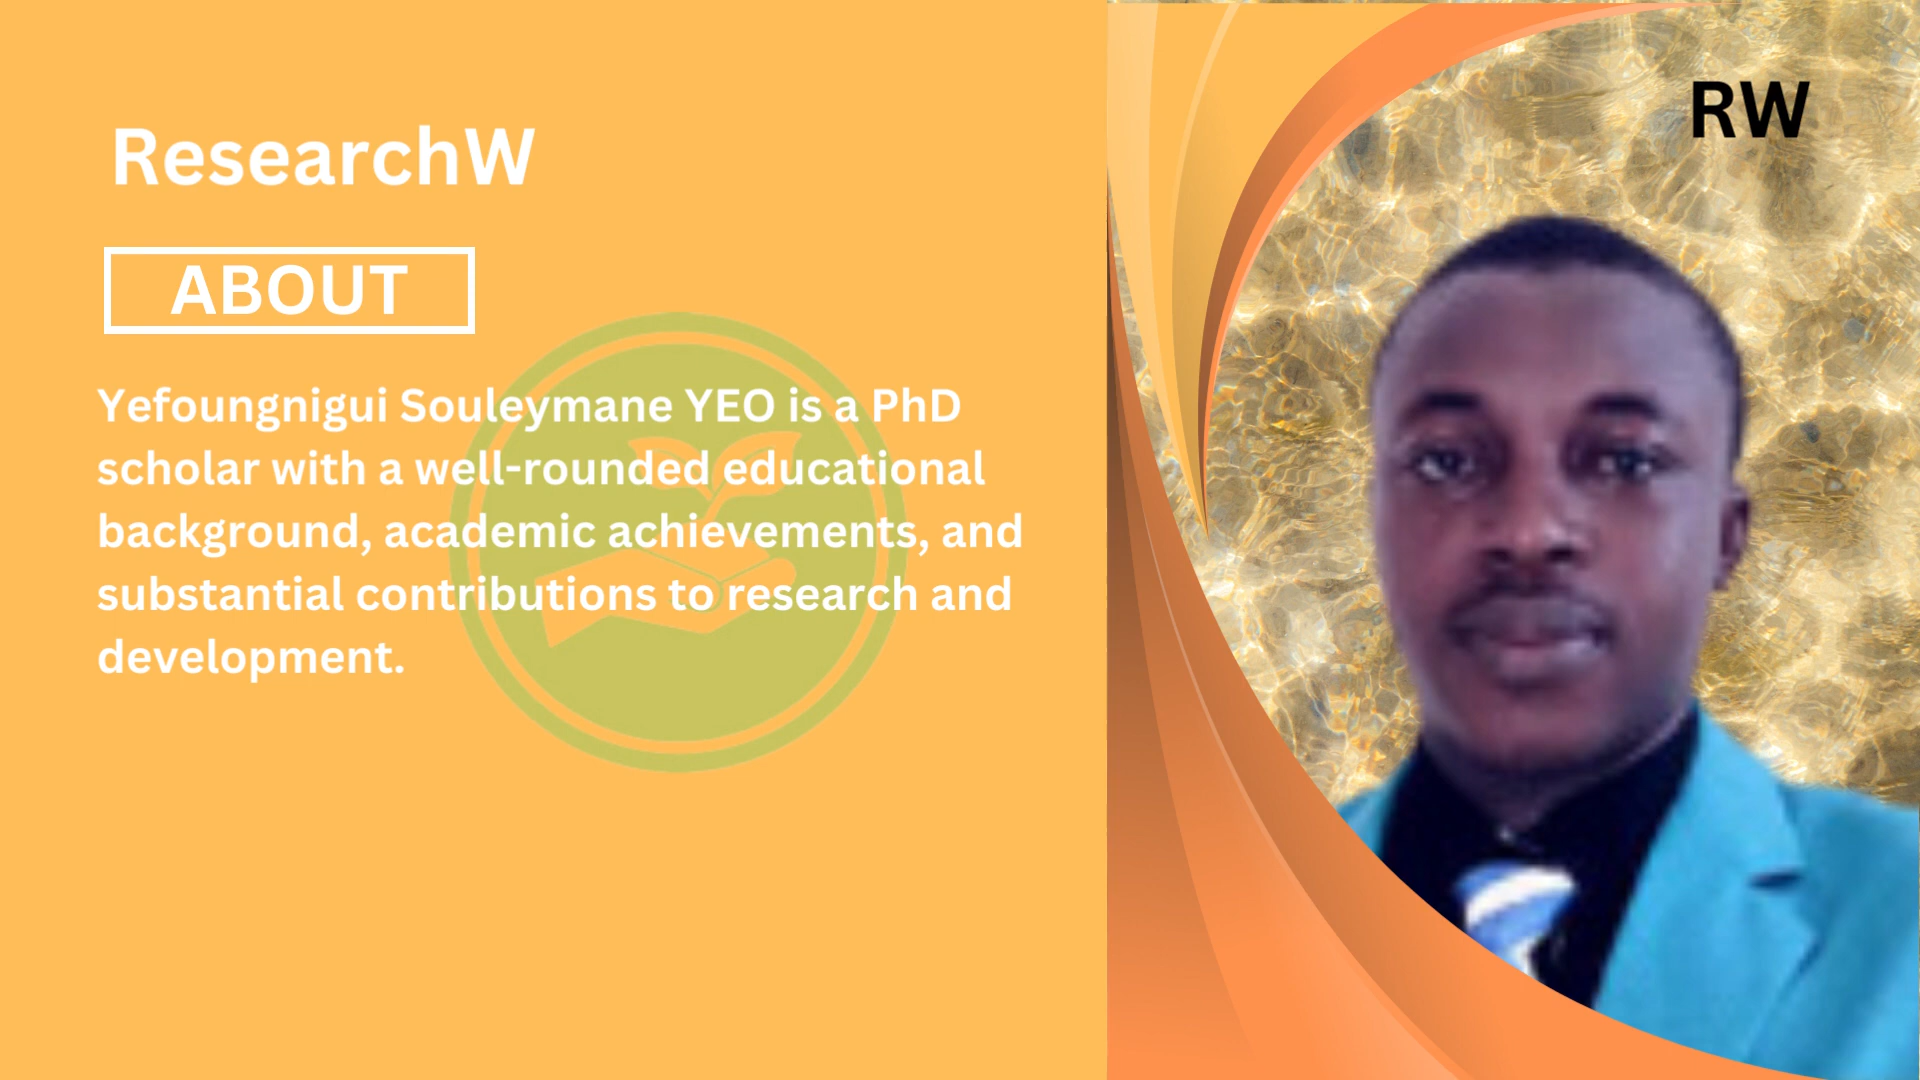 ResearchW
RW
ABOUT
Yefoungnigui Souleymane YEO is a PhD
scholar with a well-rounded educational
background, academic achievements, and
substantial contributions to research and
development.